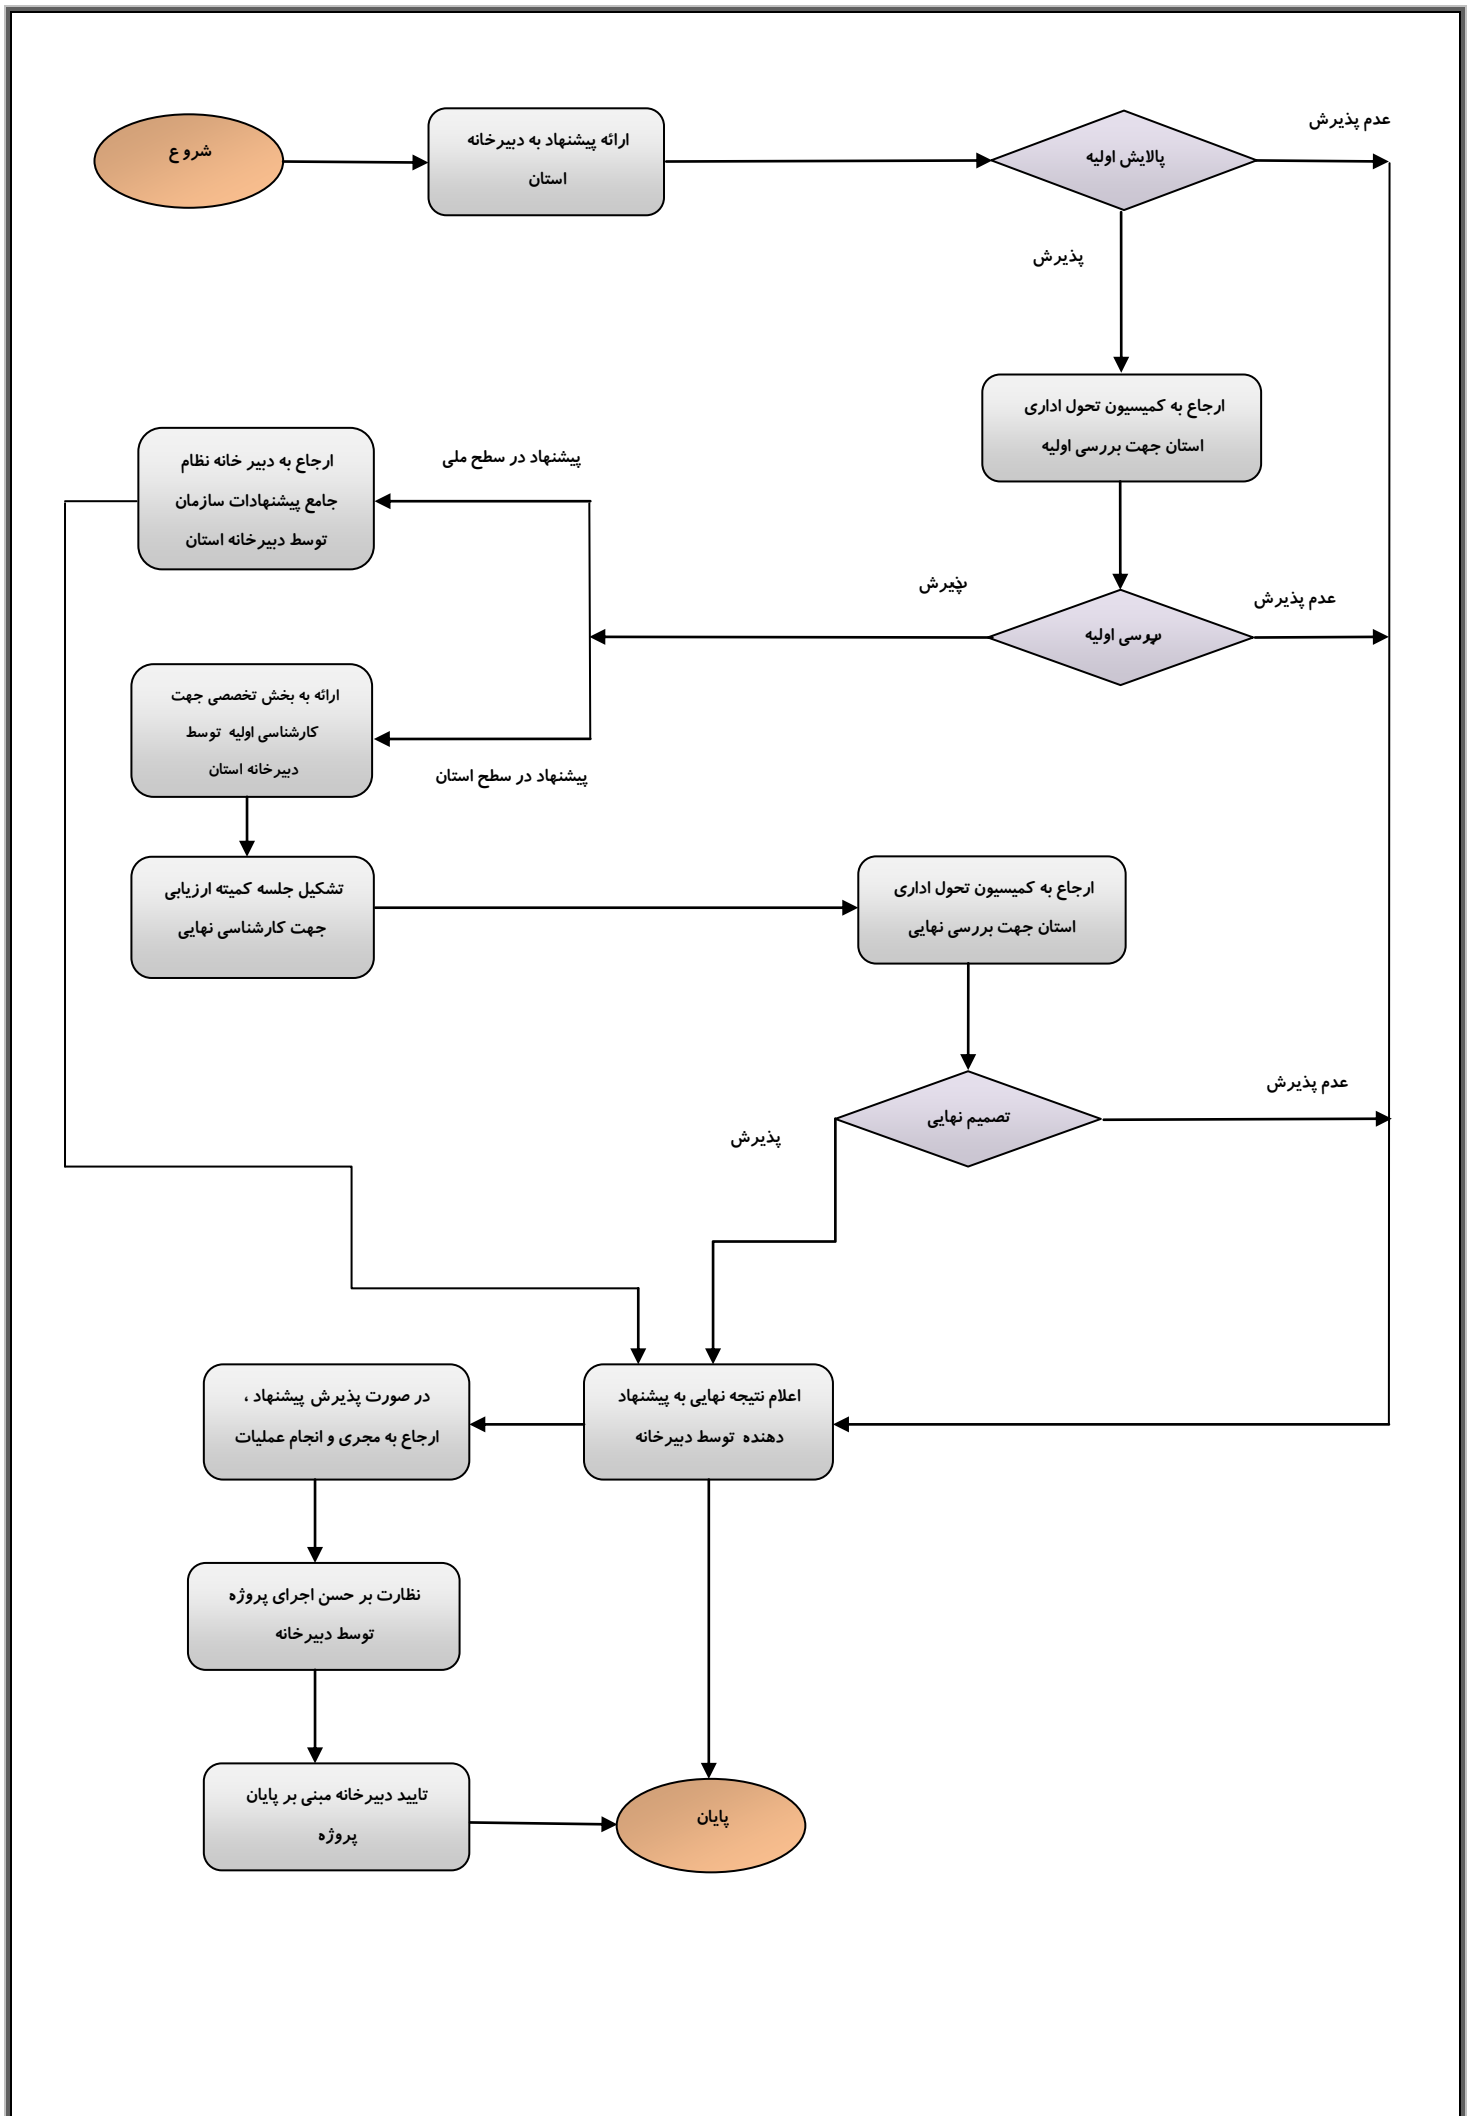 شروع
ارائه پیشنهاد به دبیرخانه
استان
پالایش اولیه
عدم پذیرش
پذیرش
ارجاع به کمیسیون تحول اداری
استان جهت بررسی اولیه
بررسی اولیه
عدم پذیرش
پذیرش
پیشنهاد در سطح ملی
ارجاع به دبیر خانه نظام
جامع پیشنهادات سازمان
توسط دبیرخانه استان
پیشنهاد در سطح استان
ارائه به بخش تخصصی جهت
کارشناسی اولیه توسط
دبیرخانه استان
تشکیل جلسه کمیته ارزیابی
جهت کارشناسی نهایی
ارجاع به کمیسیون تحول اداری
استان جهت بررسی نهایی
تصمیم نهایی
عدم پذیرش
پذیرش
اعلام نتیجه نهایی به پیشنهاد
دهنده توسط دبیرخانه
در صورت پذیرش پیشنهاد ،
ارجاع به مجری و انجام عملیات
نظارت بر حسن اجرای پروژه
توسط دبیرخانه
تایید دبیرخانه مبنی بر پایان
پروژه
پایان